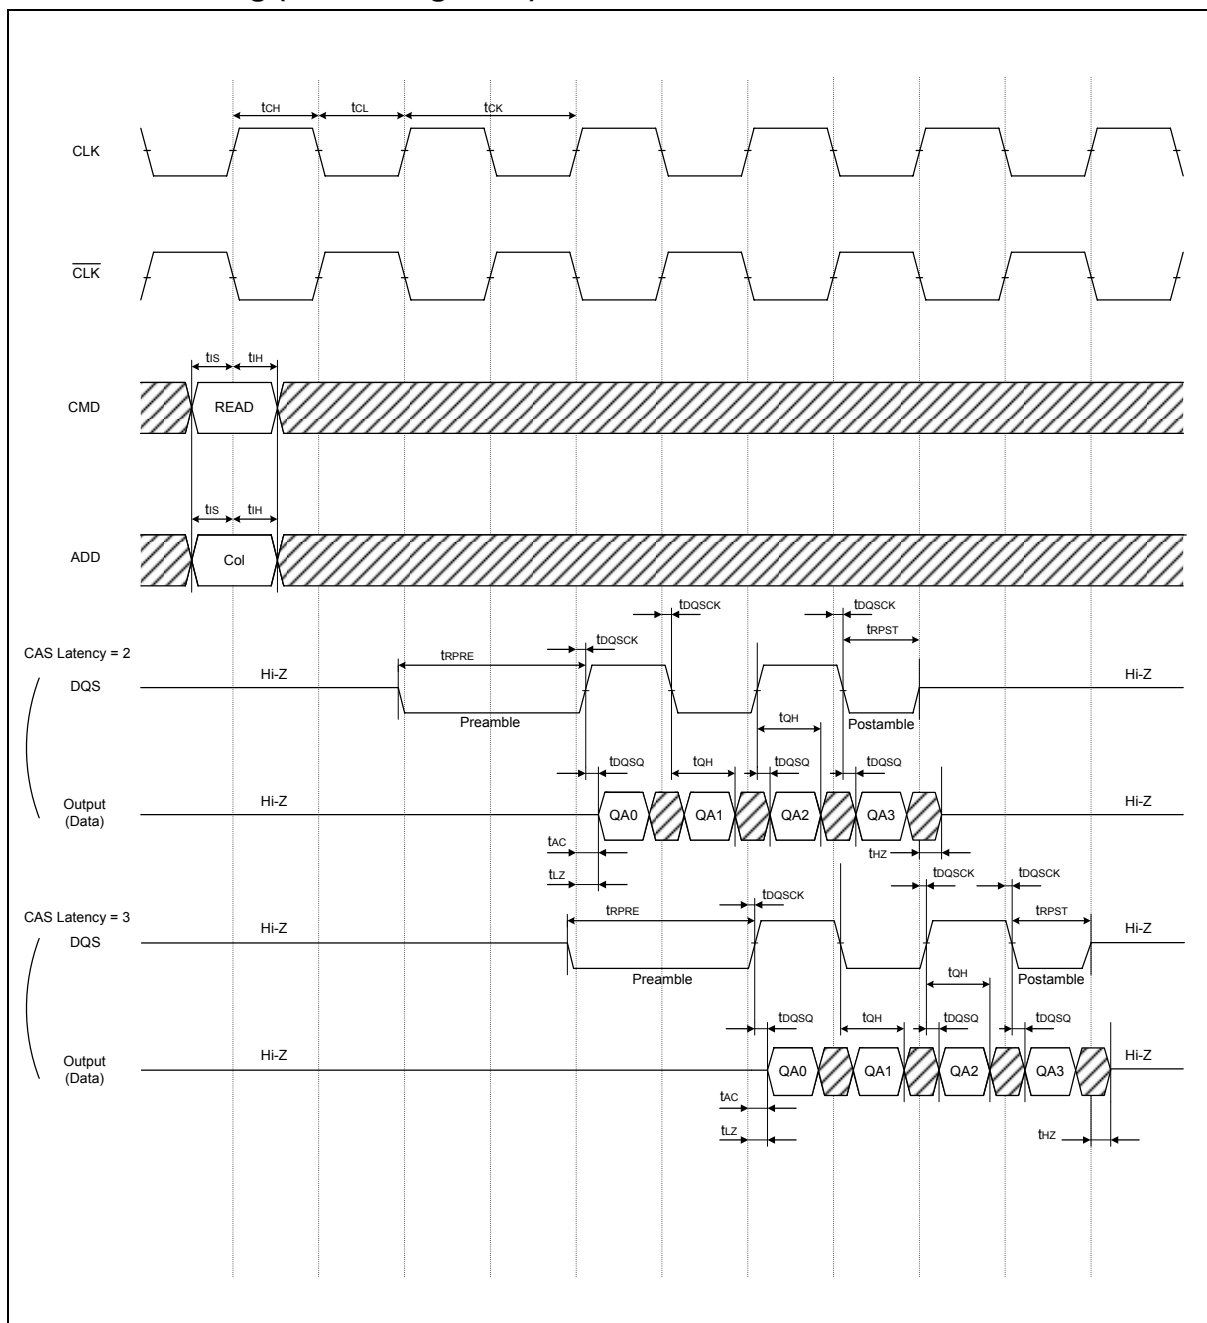 tCH tCL tCK
CLK
CLK
tIS tIH
CMD READ
tIS tIH
ADD Col
tDQSCK tDQSCK
tDQSCK tRPST
CAS Latency = 2 tRPRE
DQS Hi-Z Hi-Z
Preamble Postamble
tQH
tDQSQ tQH tDQSQ tDQSQ
Output Hi-Z QA0 QA1 QA2 QA3 Hi-Z
(Data)
tAC tHZ
tLZ
tDQSCK tDQSCK tDQSCK
CAS Latency = 3 tRPRE tRPST
DQS Hi-Z Hi-Z
Preamble Postamble
tQH
tDQSQ tQH tDQSQ tDQSQ
Output Hi-Z QA0 QA1 QA2 QA3 Hi-Z
(Data)
tAC
tLZ tHZ